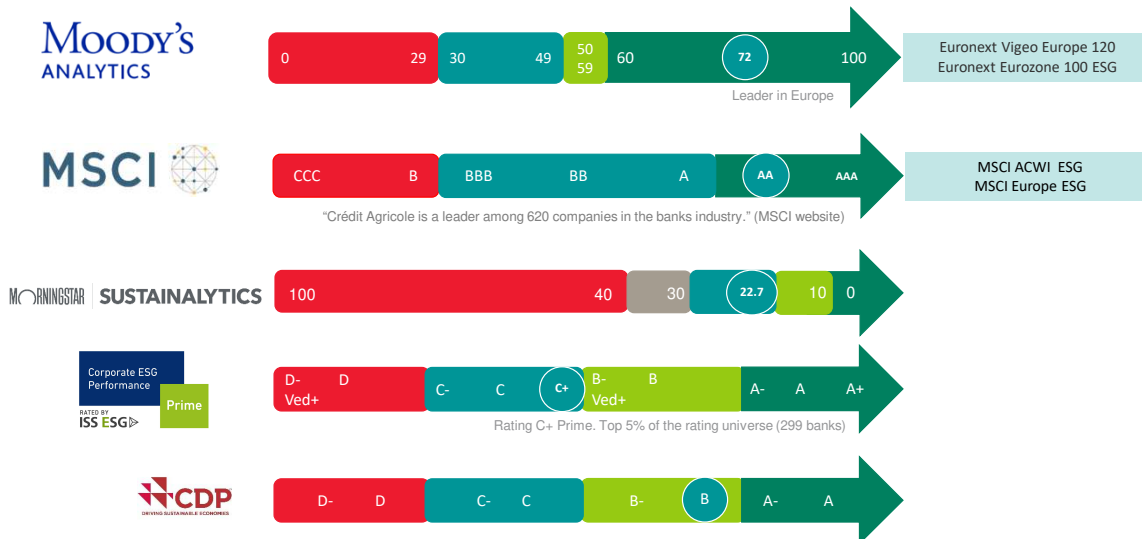 MOODY'S
ANALYTICS
0 29 30 49 50 59 60 72 100
Leader in Europe
Euronext Vigeo Europe 120
Euronext Eurozone 100 ESG
MSCI
CCC B BBB BB A AA AAA
"Crédit Agricole is a leader among 620 companies in the banks industry." (MSCI website)
MSCI ACWI ESG
MSCI Europe ESG
MORNINGSTAR | SUSTAINALYTICS
100 40 30 22.7 10 0
Corporate ESG
Performance
Prime
RATED BY
ISS ESG
D- D C- C C+ B- B A- A A+
Ved+ Ved+
Rating C+ Prime. Top 5% of the rating universe (299 banks)
CDP
DRIVING SUSTAINABLE ECONOMIES
D- D C- C B- B A- A